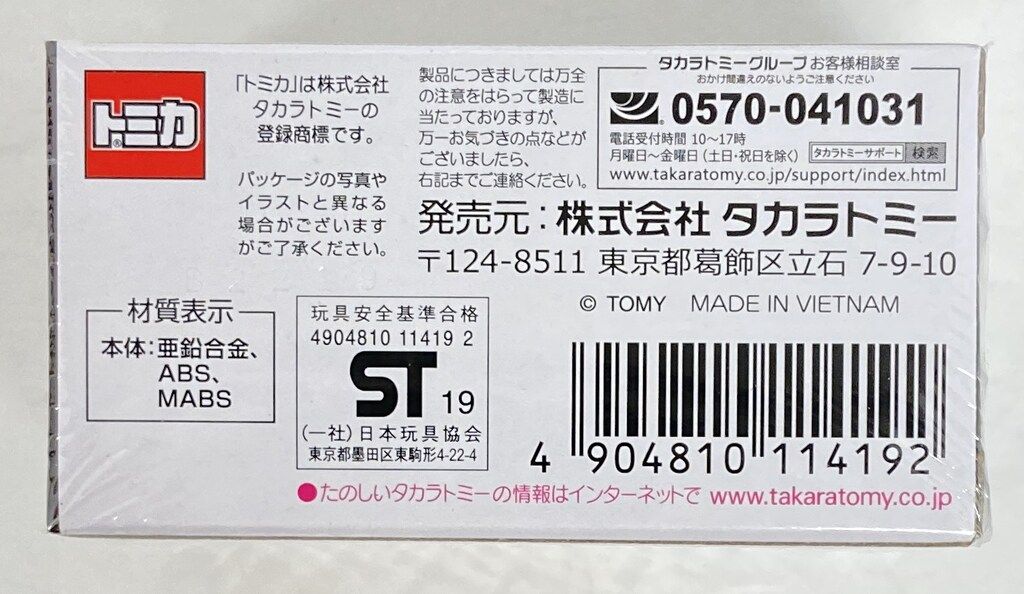 トミカ
®
「トミカ」は株式会社
タカラトミーの
登録商標です。
パッケージの写真や
イラストと異なる
場合がございます
がご了承ください。
製品につきましては万全
の注意をはらって製造に
当たっておりますが、
万一お気づきの点などが
ございましたら、
右記までご連絡ください。
タカラトミーグループ お客様相談室
おかけ間違えのないようご注意ください
0570-041031
電話受付時間 10〜17時
月曜日〜金曜日(土日・祝日を除く) タカラトミーサポート 検索
www.takaratomy.co.jp/support/index.html
発売元:株式会社 タカラトミー
〒124-8511 東京都葛飾区立石 7-9-10
© TOMY MADE IN VIETNAM
材質表示
本体:亜鉛合金、
ABS、
MABS
玩具安全基準合格
4904810 11419 2
ST 19
(一社)日本玩具協会
東京都墨田区東駒形4-22-4
4 904810 114192
●たのしいタカラトミーの情報はインターネットで www.takaratomy.co.jp